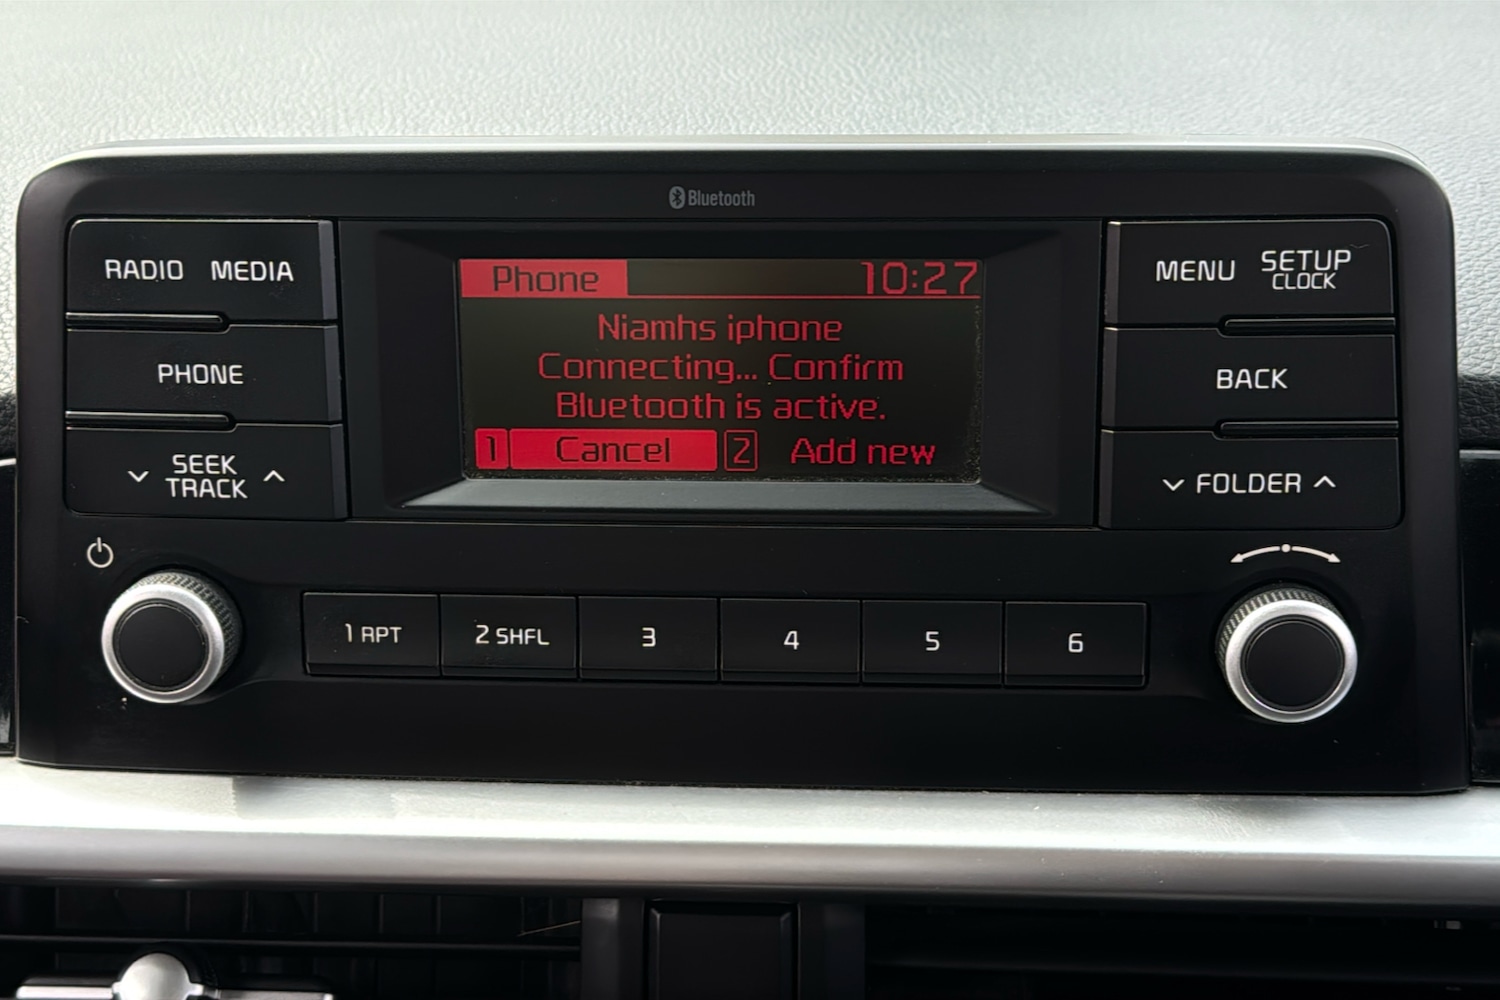 Bluetooth
RADIO MEDIA
PHONE
SEEK
TRACK
Phone 10:27
Niamhs iphone
Connecting... Confirm
Bluetooth is active.
1 Cancel 2 Add new
MENU SETUP
CLOCK
BACK
FOLDER
1 RPT 2 SHFL 3 4 5 6